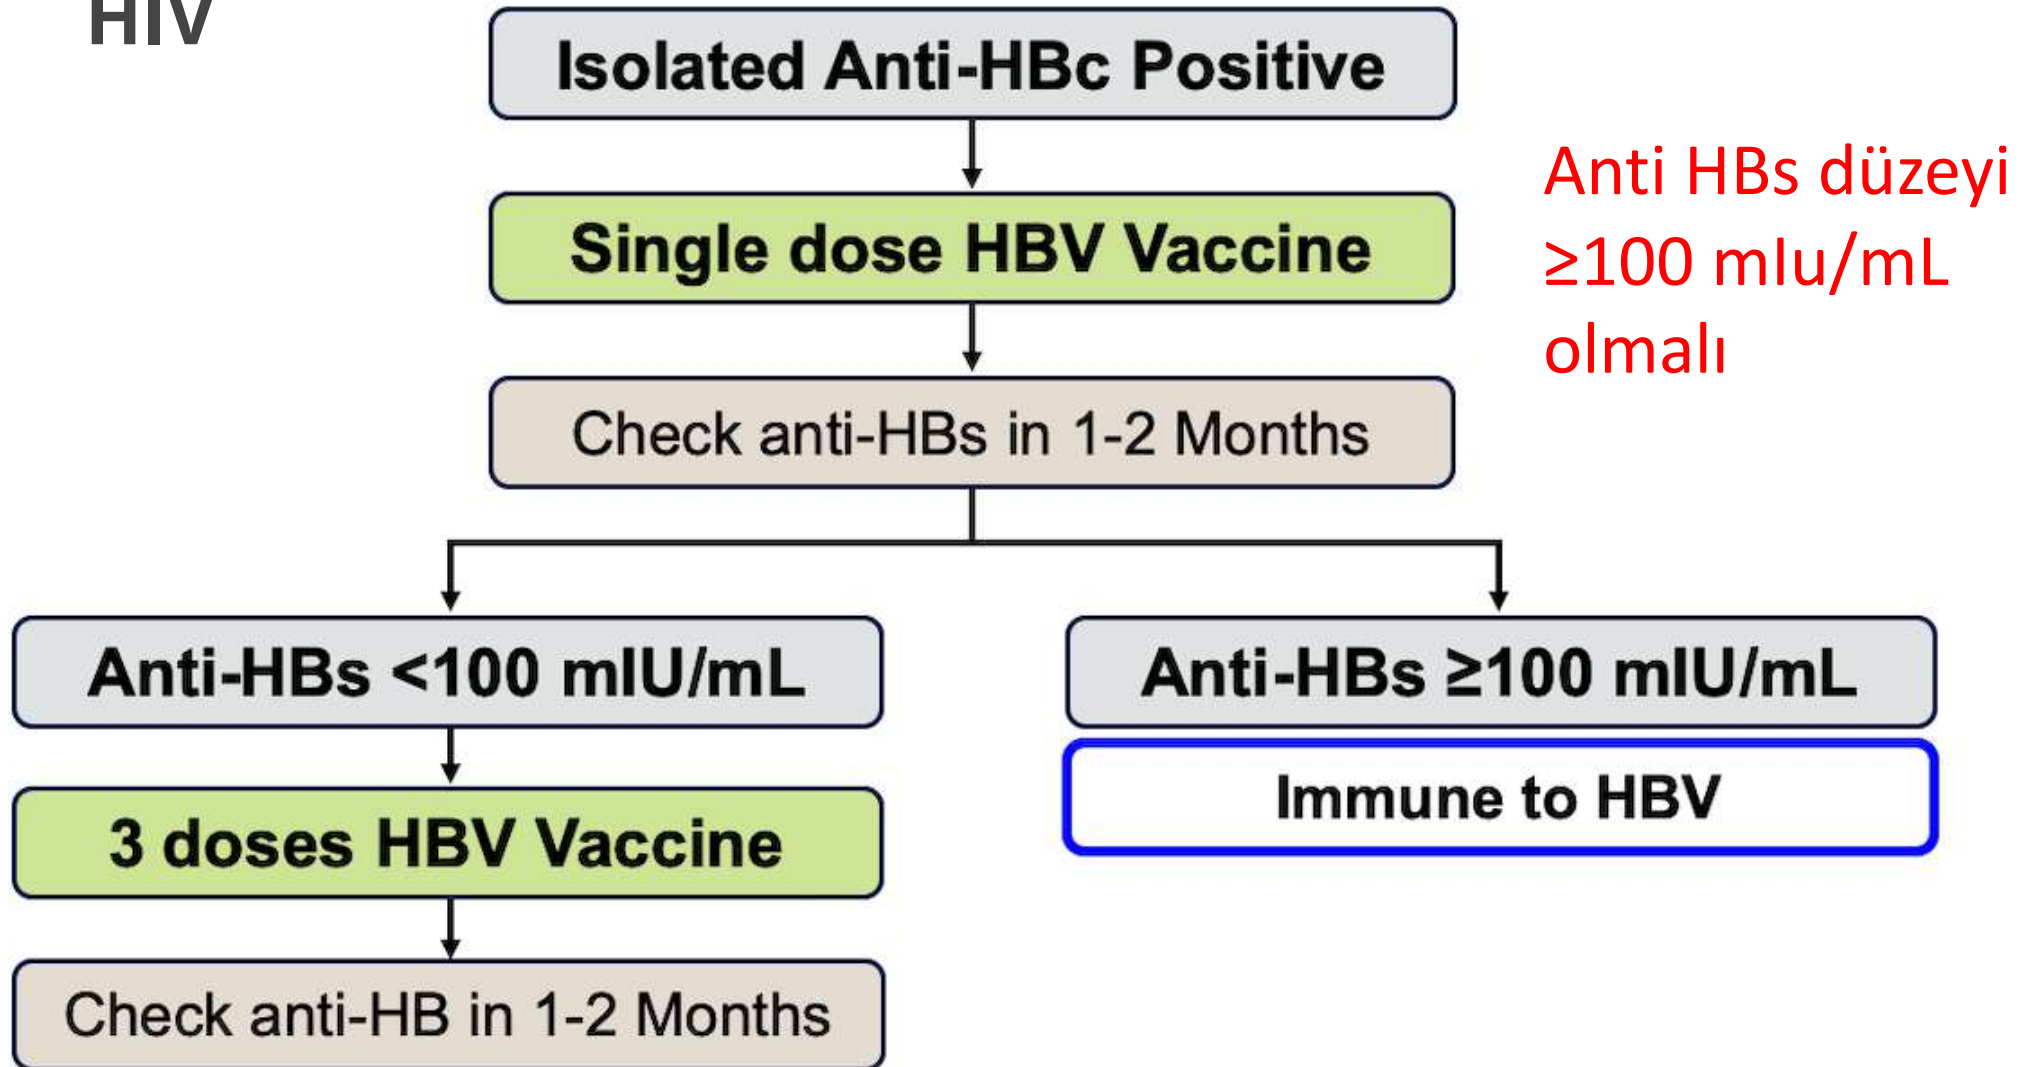 HIV
Isolated Anti-HBc Positive
Single dose HBV Vaccine
Anti HBs düzeyi
≥100 mIu/mL
olmalı
Check anti-HBs in 1-2 Months
Anti-HBs <100 mIU/mL
Anti-HBs ≥100 mIU/mL
3 doses HBV Vaccine
Immune to HBV
Check anti-HB in 1-2 Months